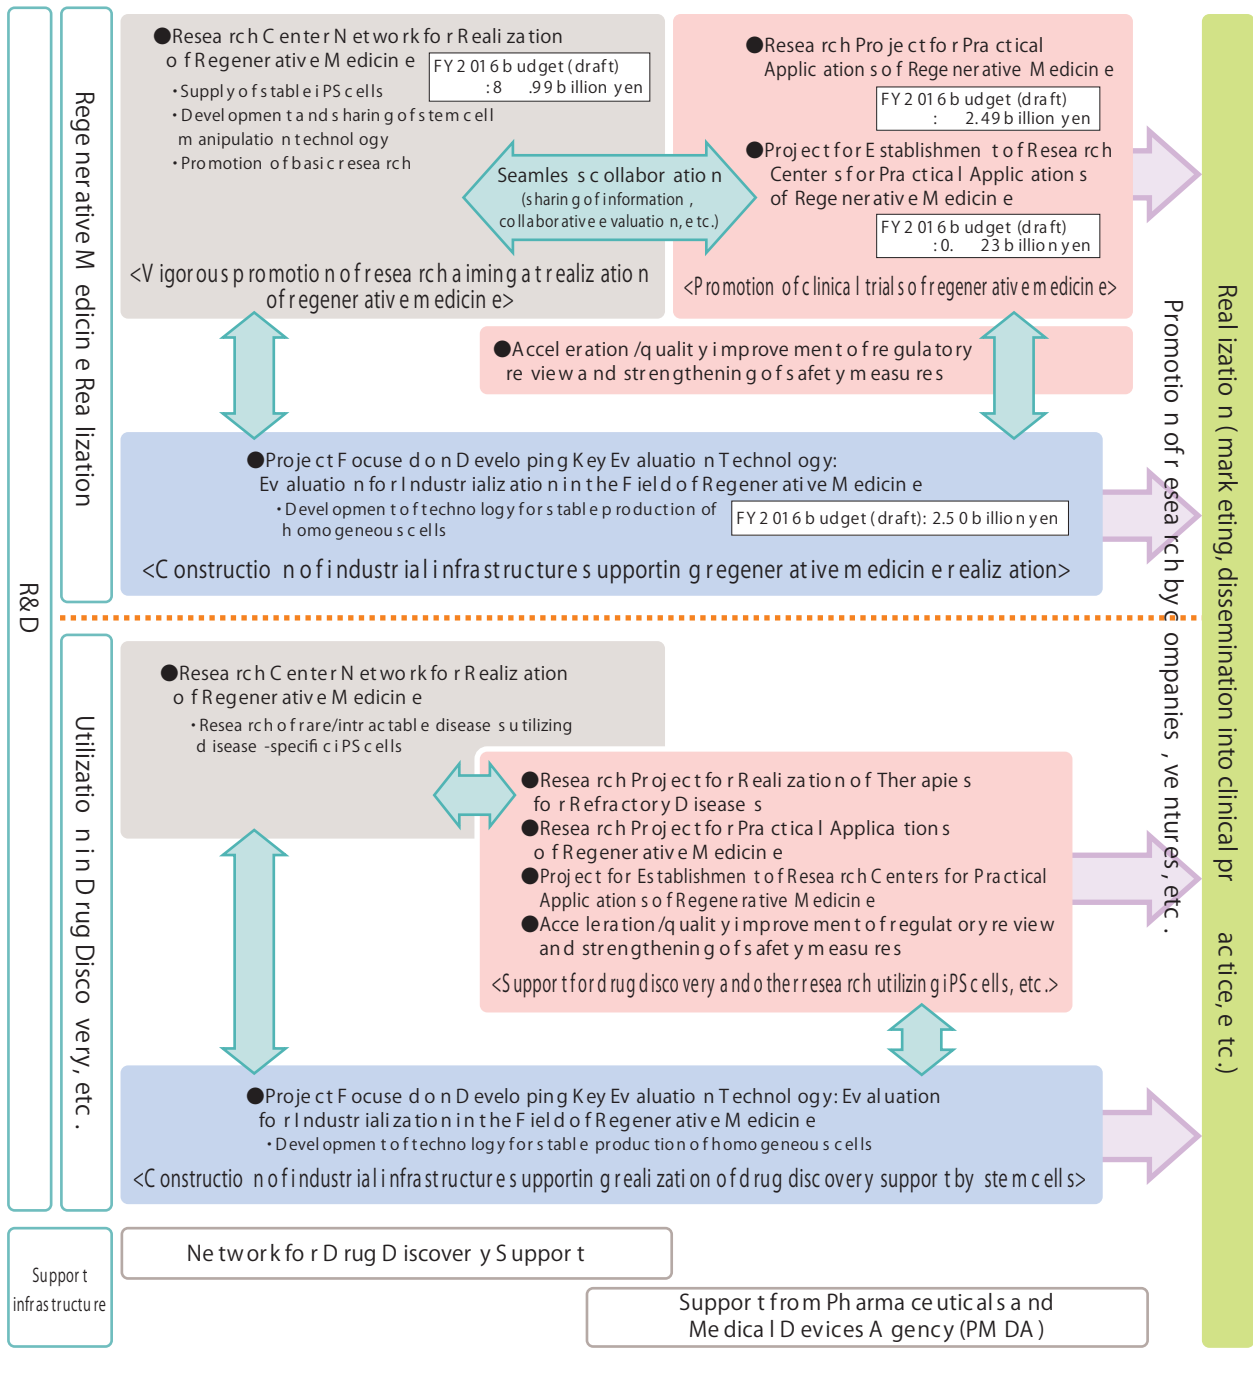 R&D
Regenerative Medicine Realization
●Research Center Network for Realization
of Regenerative Medicine
FY 2016 budget (draft)
: 8.99 billion yen
・Supply of stable iPS cells
・Development and sharing of stem cell
manipulation technology
・Promotion of basic research
<Vigorous promotion of research aiming at realization
of regenerative medicine>
Seamless collaboration
(sharing of information,
collaborative evaluation, etc.)
●Research Project for Practical
Applications of Regenerative Medicine
FY 2016 budget (draft)
: 2.49 billion yen
●Project for Establishment of Research
Centers for Practical Applications
of Regenerative Medicine
FY 2016 budget (draft)
: 0.23 billion yen
<Promotion of clinical trials of regenerative medicine>
●Acceleration/quality improvement of regulatory
review and strengthening of safety measures
●Project Focused on Developing Key Evaluation Technology:
Evaluation for Industrialization in the Field of Regenerative Medicine
・Development of technology for stable production of
homogeneous cells
FY 2016 budget (draft): 2.50 billion yen
<Construction of industrial infrastructure supporting regenerative medicine realization>
Utilization in Drug Discovery, etc.
●Research Center Network for Realization
of Regenerative Medicine
・Research of rare/intractable diseases utilizing
disease-specific iPS cells
●Research Project for Realization of Therapies
for Refractory Diseases
●Research Project for Practical Applications
of Regenerative Medicine
●Project for Establishment of Research Centers for Practical
Applications of Regenerative Medicine
●Acceleration/quality improvement of regulatory review
and strengthening of safety measures
<Support for drug discovery and other research utilizing iPS cells, etc.>
●Project Focused on Developing Key Evaluation Technology: Evaluation
for Industrialization in the Field of Regenerative Medicine
・Development of technology for stable production of homogeneous cells
<Construction of industrial infrastructure supporting realization of drug discovery support by stem cells>
Promotion of research by companies, ventures, etc.
Realization (marketing, dissemination into clinical practice, etc.)
Support
infrastructure
Network for Drug Discovery Support
Support from Pharmaceuticals and
Medical Devices Agency (PMDA)